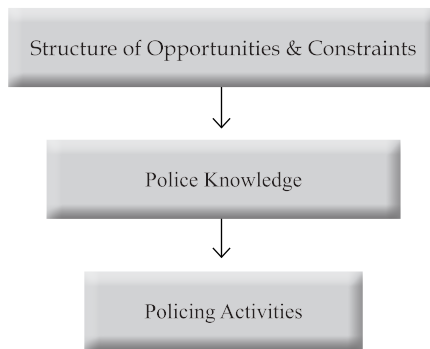 Structure of Opportunities & Constraints
Police Knowledge
Policing Activities